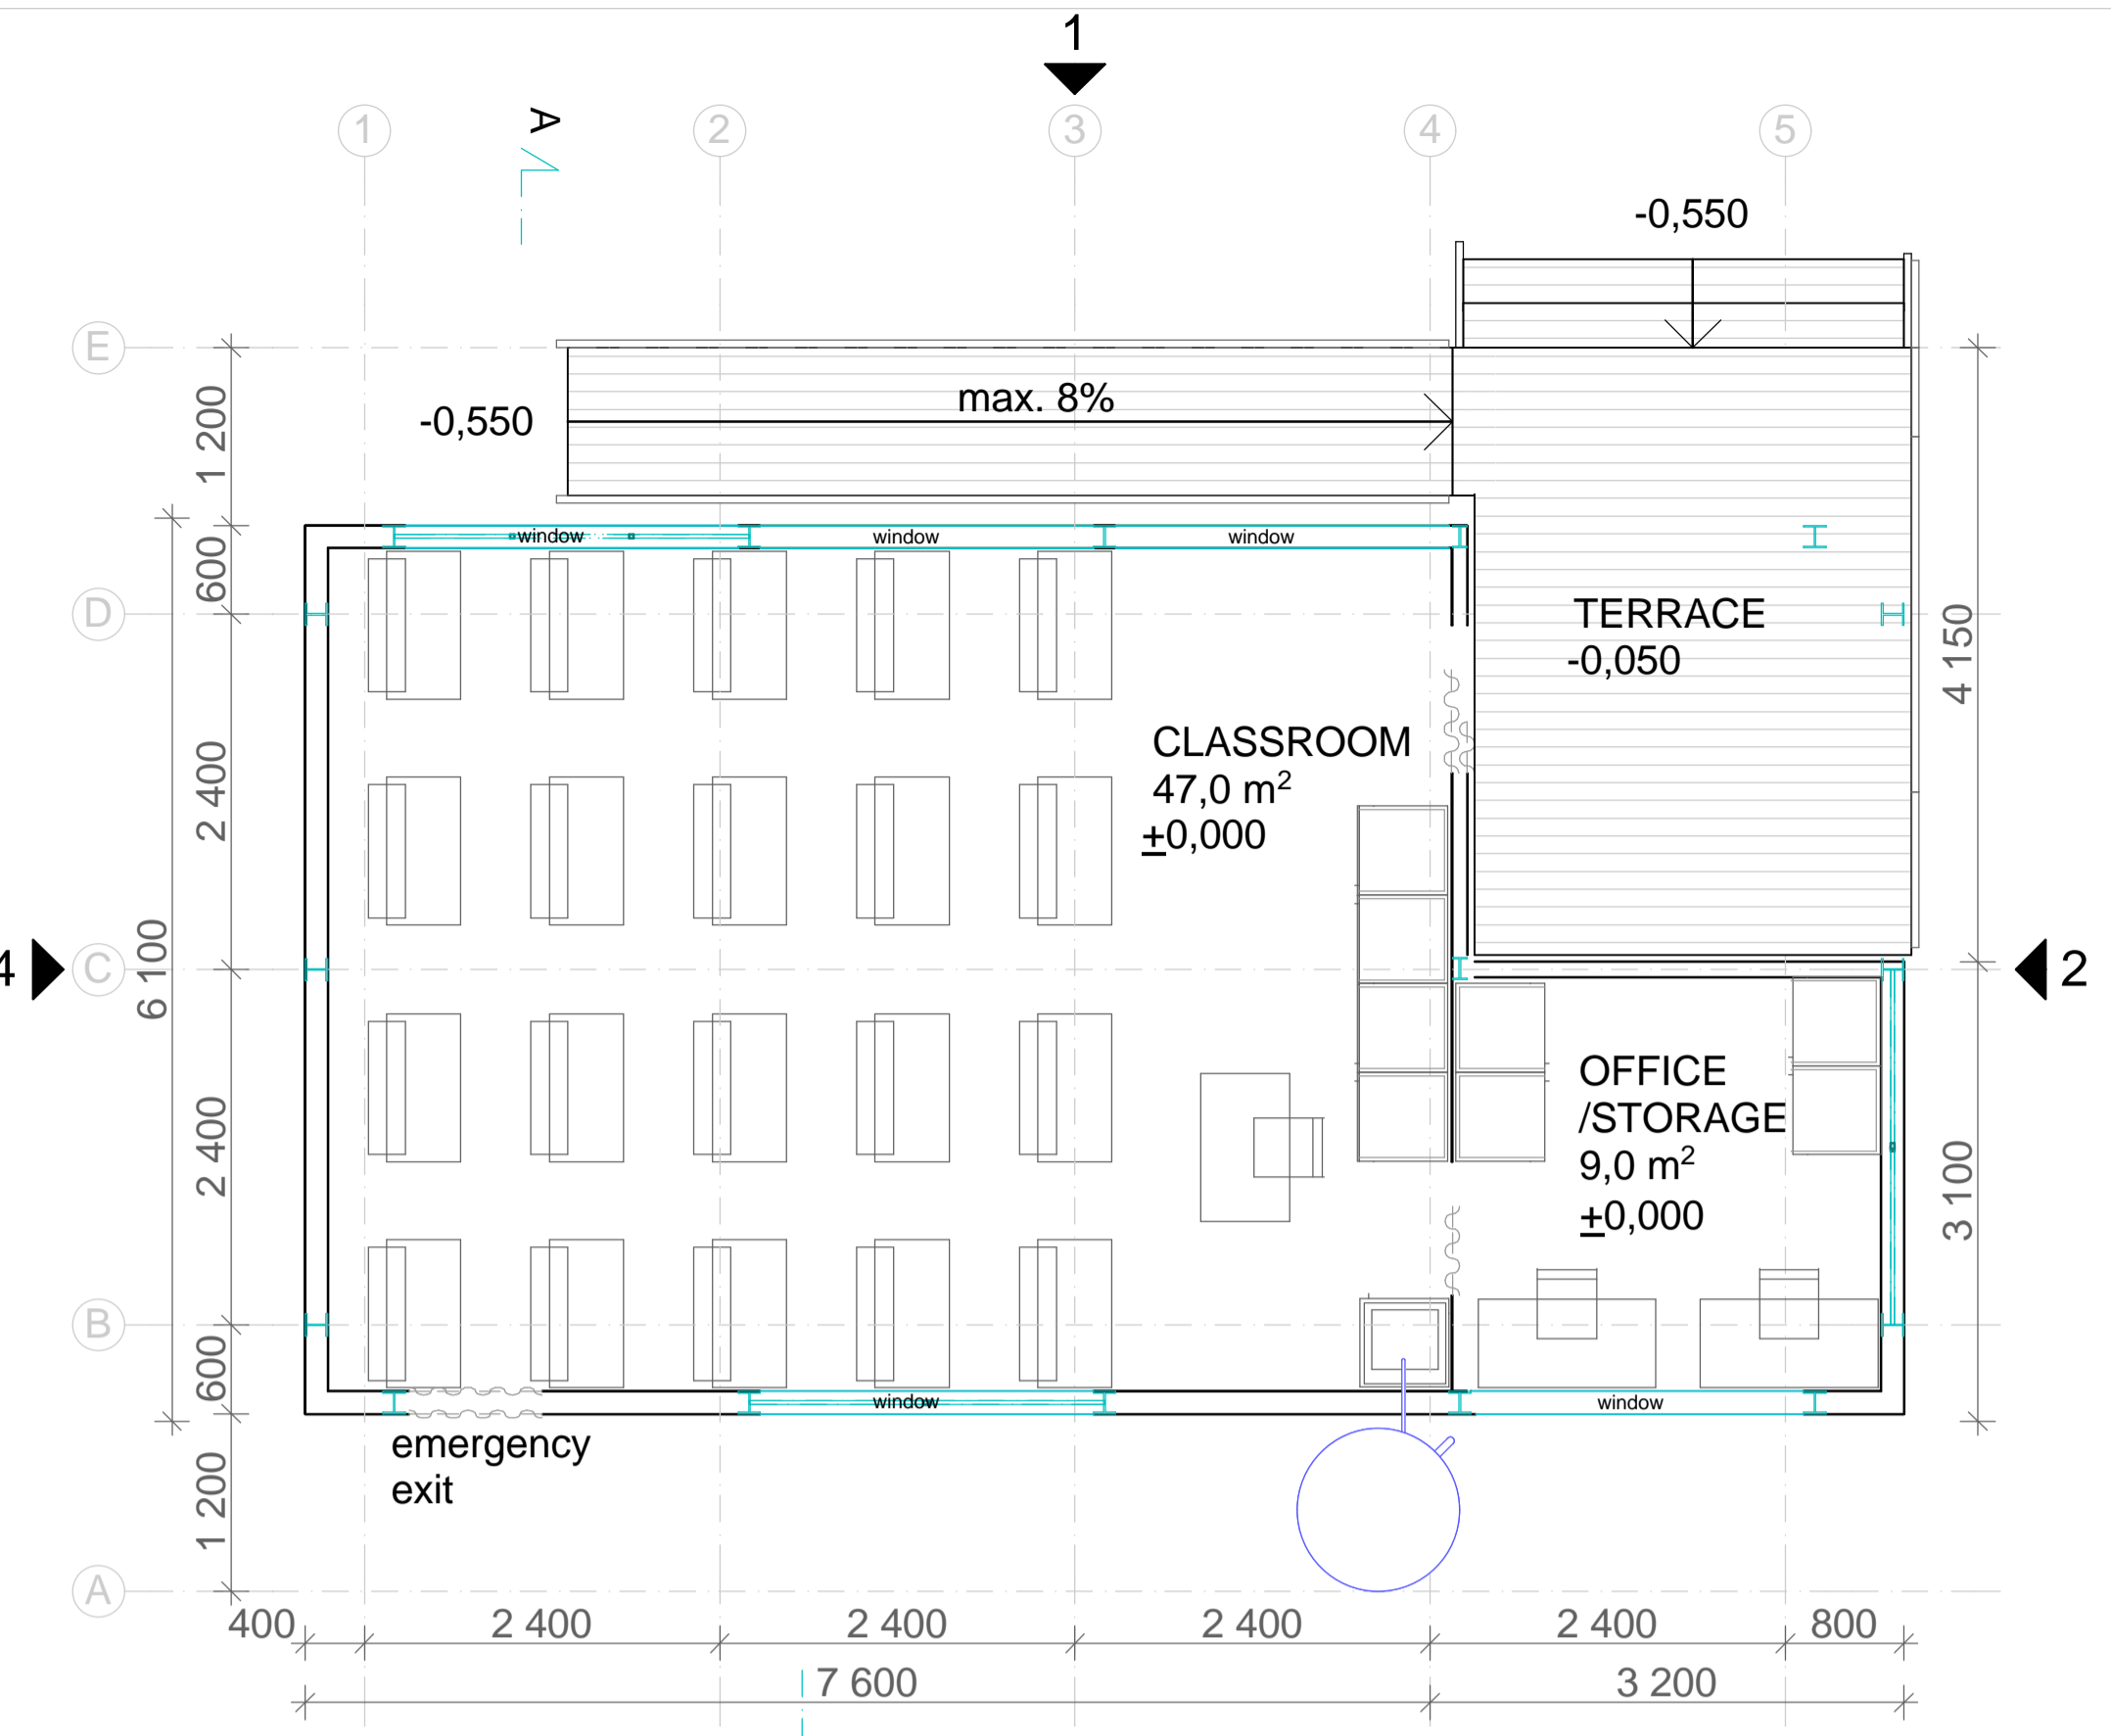 1
A
1
2
3
4
5
-0,550
E
max. 8%
-0,550
1 200
window
window
window
600
D
TERRACE
-0,050
4 150
CLASSROOM
47,0 m²
±0,000
2 400
4
C
6 100
2
OFFICE
/STORAGE
9,0 m²
±0,000
2 400
3 100
B
600
window
window
emergency
exit
1 200
A
400
2 400
2 400
2 400
2 400
800
7 600
3 200